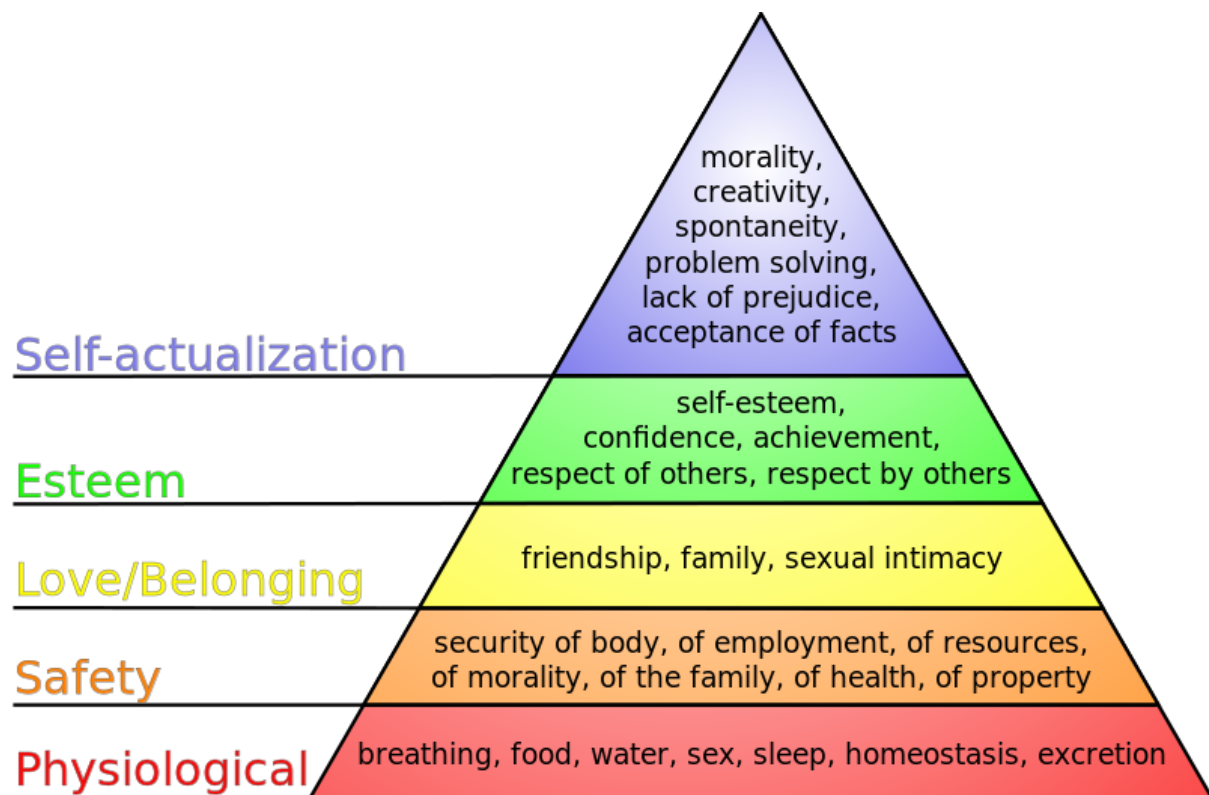 morality,
creativity,
spontaneity,
problem solving,
lack of prejudice,
acceptance of facts
Self-actualization
self-esteem,
confidence, achievement,
respect of others, respect by others
Esteem
friendship, family, sexual intimacy
Love/Belonging
security of body, of employment, of resources,
of morality, of the family, of health, of property
Safety
breathing, food, water, sex, sleep, homeostasis, excretion
Physiological